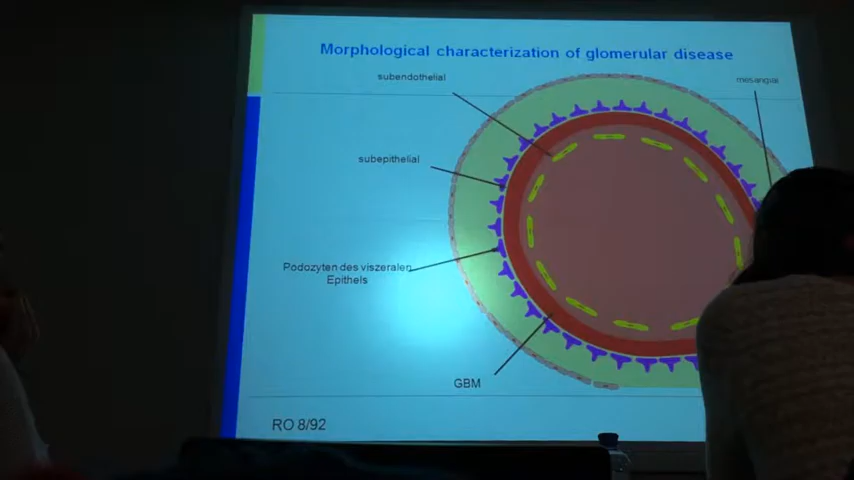 Morphological characterization of glomerular disease
subendothelial
mesangial
subepithelial
Podozyten des viszeralen
Epithels
GBM
RO 8/92